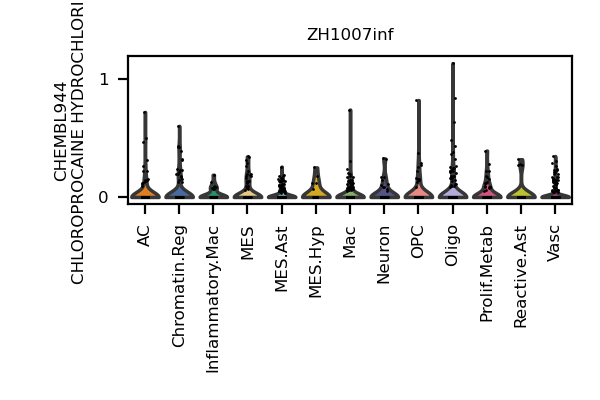 ZH1007inf
CHEMBL944
CHLOROPROCAINE HYDROCHLORI
1
0
AC
Chromatin.Reg
Inflammatory.Mac
MES
MES.Ast
MES.Hyp
Mac
Neuron
OPC
Oligo
Prolif.Metab
Reactive.Ast
Vasc